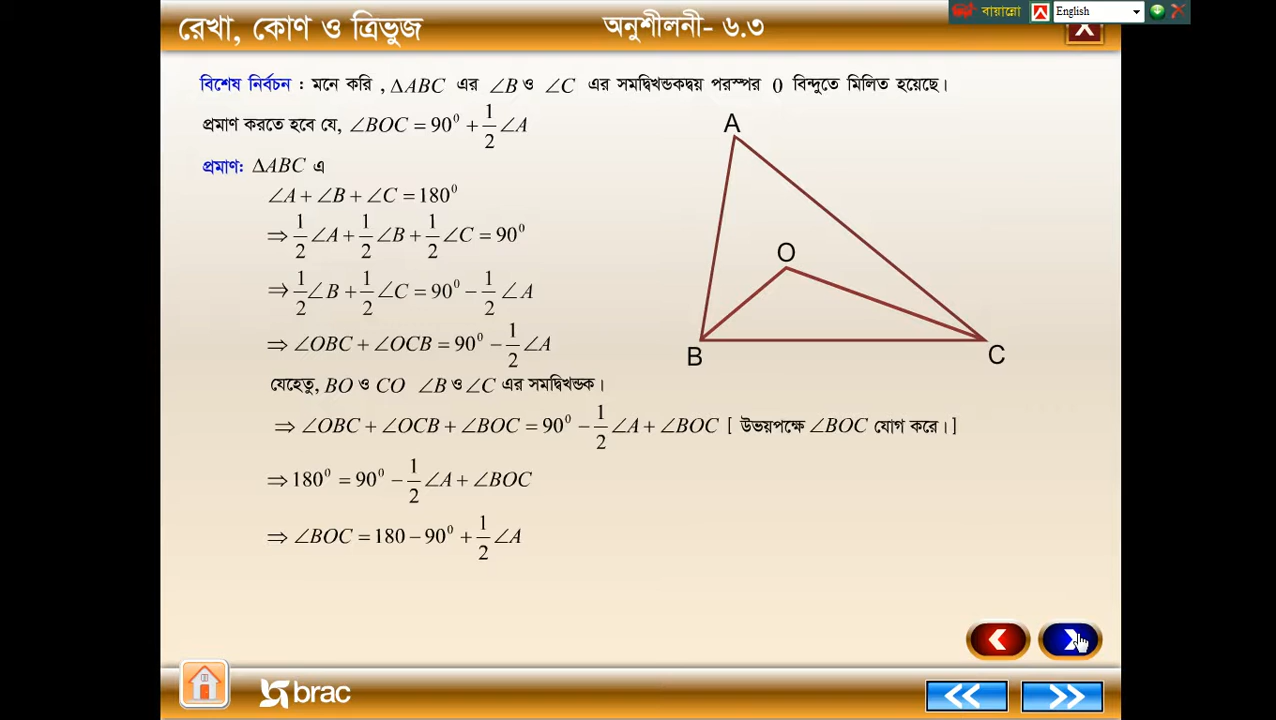 রেখা, কোণ ও ত্রিভুজ
অনুশীলনী- ৬.৩
বায়ান্নো
English
বিশেষ নির্বচন : মনে করি , ΔABC এর ∠B ও ∠C এর সমদ্বিখন্ডকদ্বয় পরস্পর O বিন্দুতে মিলিত হয়েছে।
প্রমাণ করতে হবে যে, ∠BOC = 90⁰ + 1/2 ∠A
প্রমাণ: ΔABC এ
∠A + ∠B + ∠C = 180⁰
⇒ 1/2 ∠A + 1/2 ∠B + 1/2 ∠C = 90⁰
⇒ 1/2 ∠B + 1/2 ∠C = 90⁰ − 1/2 ∠A
⇒ ∠OBC + ∠OCB = 90⁰ − 1/2 ∠A
যেহেতু, BO ও CO ∠B ও ∠C এর সমদ্বিখন্ডক।
⇒ ∠OBC + ∠OCB + ∠BOC = 90⁰ − 1/2 ∠A + ∠BOC [ উভয়পক্ষে ∠BOC যোগ করে। ]
⇒ 180⁰ = 90⁰ − 1/2 ∠A + ∠BOC
⇒ ∠BOC = 180 − 90⁰ + 1/2 ∠A
A
O
B
C
brac